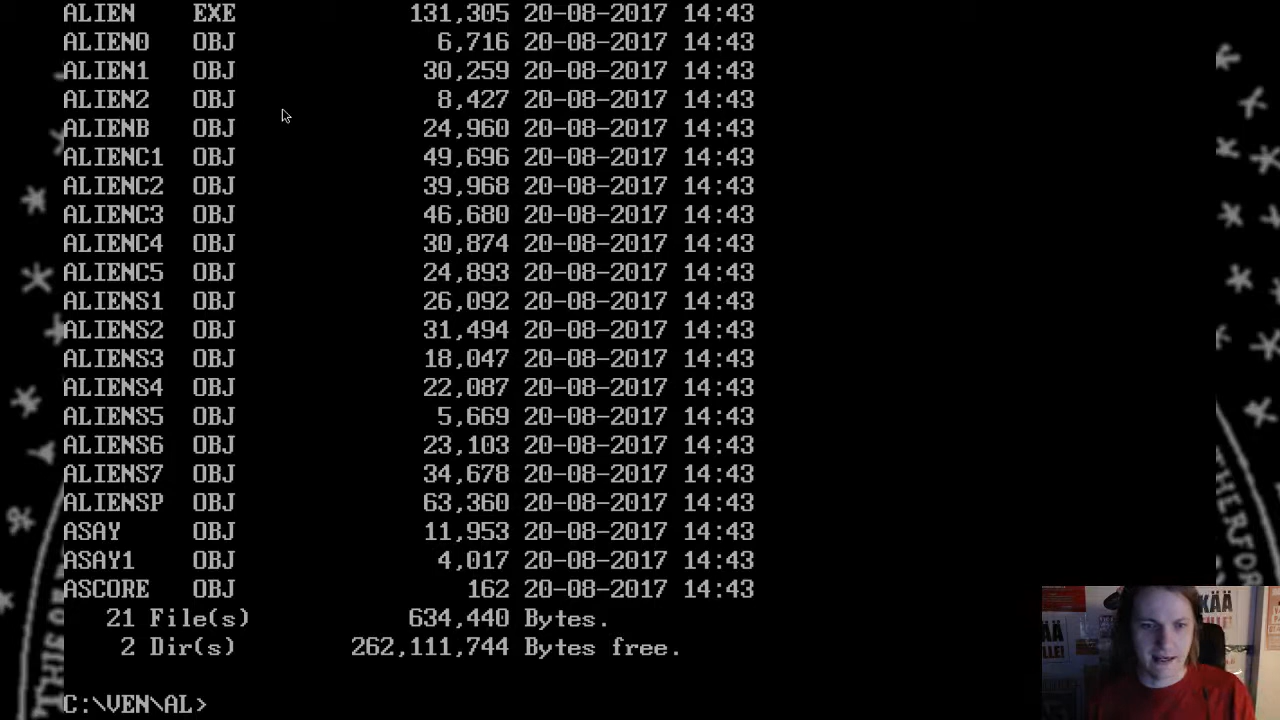 ALIEN    EXE    131,305 20-08-2017 14:43
ALIEN0   OBJ    6,716 20-08-2017 14:43
ALIEN1   OBJ    30,259 20-08-2017 14:43
ALIEN2   OBJ    8,427 20-08-2017 14:43
ALIENB   OBJ    24,960 20-08-2017 14:43
ALIENC1  OBJ    49,696 20-08-2017 14:43
ALIENC2  OBJ    39,968 20-08-2017 14:43
ALIENC3  OBJ    46,680 20-08-2017 14:43
ALIENC4  OBJ    30,874 20-08-2017 14:43
ALIENC5  OBJ    24,893 20-08-2017 14:43
ALIENS1  OBJ    26,092 20-08-2017 14:43
ALIENS2  OBJ    31,494 20-08-2017 14:43
ALIENS3  OBJ    18,047 20-08-2017 14:43
ALIENS4  OBJ    22,087 20-08-2017 14:43
ALIENS5  OBJ    5,669 20-08-2017 14:43
ALIENS6  OBJ    23,103 20-08-2017 14:43
ALIENS7  OBJ    34,678 20-08-2017 14:43
ALIENSP  OBJ    63,360 20-08-2017 14:43
ASAY     OBJ    11,953 20-08-2017 14:43
ASAY1    OBJ    4,017 20-08-2017 14:43
ASCORE   OBJ    162 20-08-2017 14:43
21 File(s)    634,440 Bytes.
2 Dir(s)    262,111,744 Bytes free.
C:\VEN\AL>
THIS